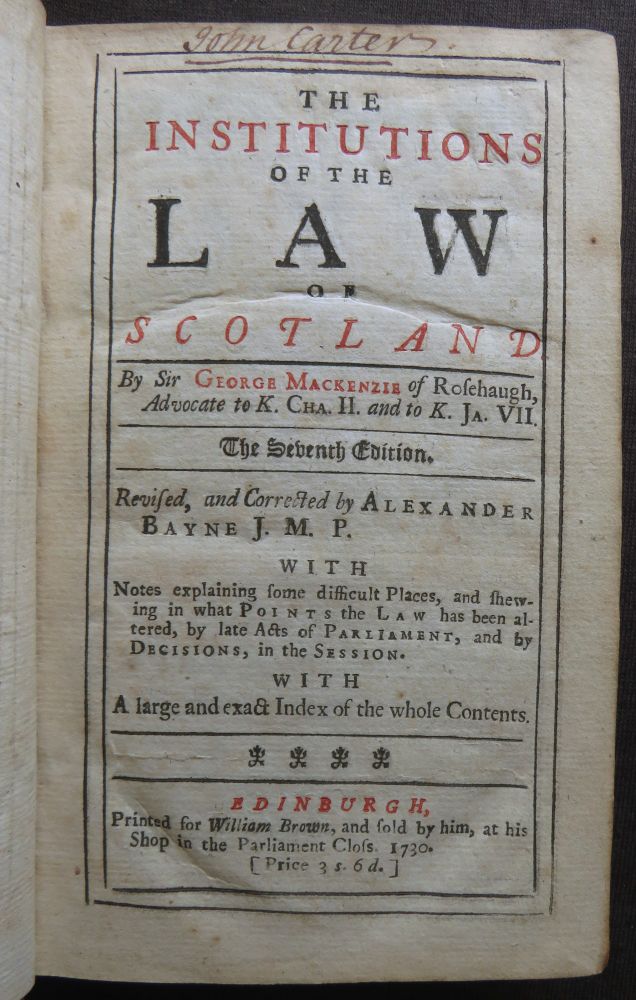 John Carter.
THE
INSTITUTIONS
OF THE
LAW
OF
SCOTLAND
By Sir GEORGE MACKENZIE of Roſehaugh,
Advocate to K. CHA. II. and to K. JA. VII.
The Seventh Edition.
Reviſed, and Corrected by ALEXANDER
BAYNE J. M. P.
WITH
Notes explaining ſome difficult Places, and ſhew-
ing in what POINTS the LAW has been al-
tered, by late Acts of PARLIAMENT, and by
DECISIONS, in the SESSION.
WITH
A large and exact Index of the whole Contents.
EDINBURGH,
Printed for William Brown, and ſold by him, at his
Shop in the Parliament Cloſs. 1730.
[ Price 3 s. 6 d. ]